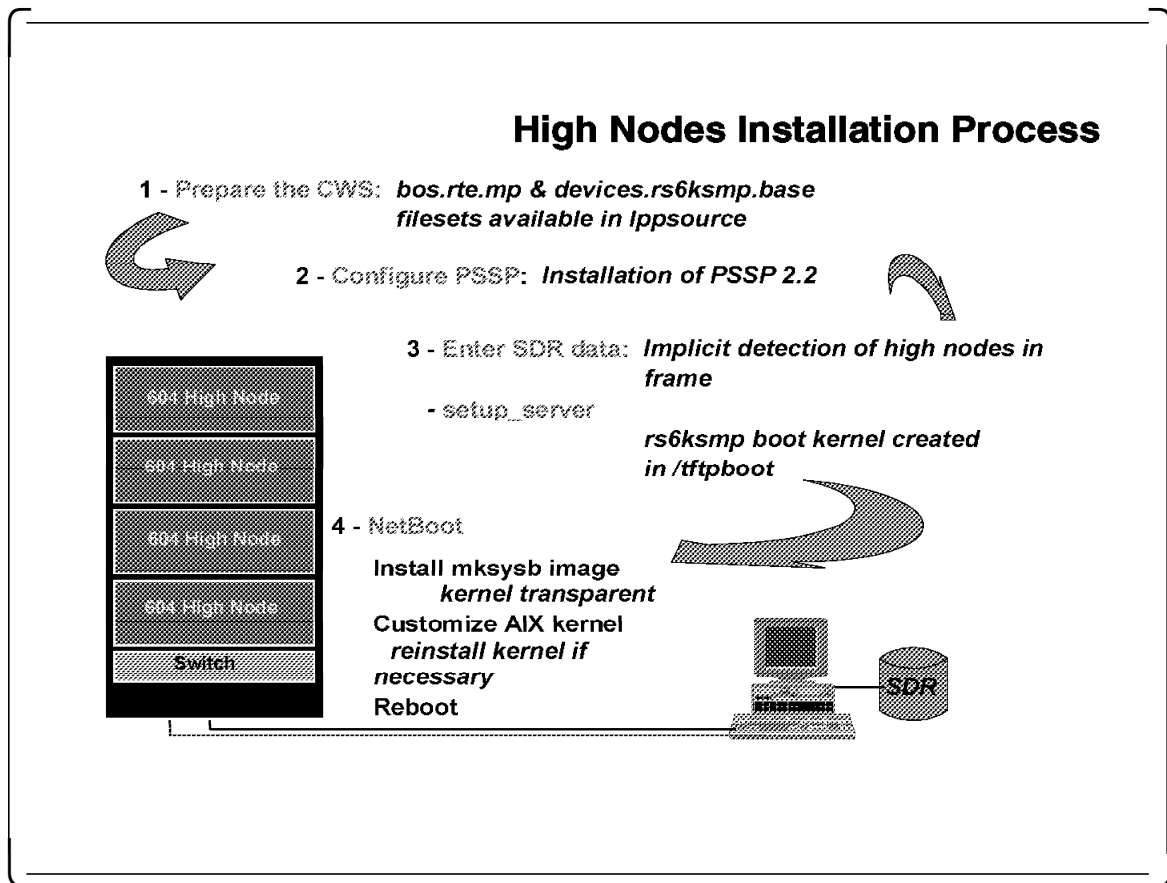 High Nodes Installation Process
1 - Prepare the CWS: bos.rte.mp & devices.rs6ksmp.base
filesets available in lppsource
2 - Configure PSSP: Installation of PSSP 2.2
3 - Enter SDR data: Implicit detection of high nodes in
frame
- setup_server
rs6ksmp boot kernel created
in /tftpboot
604 High Node
604 High Node
604 High Node
604 High Node
Switch
4 - NetBoot
Install mksysb image
kernel transparent
Customize AIX kernel
reinstall kernel if
necessary
Reboot
SDR